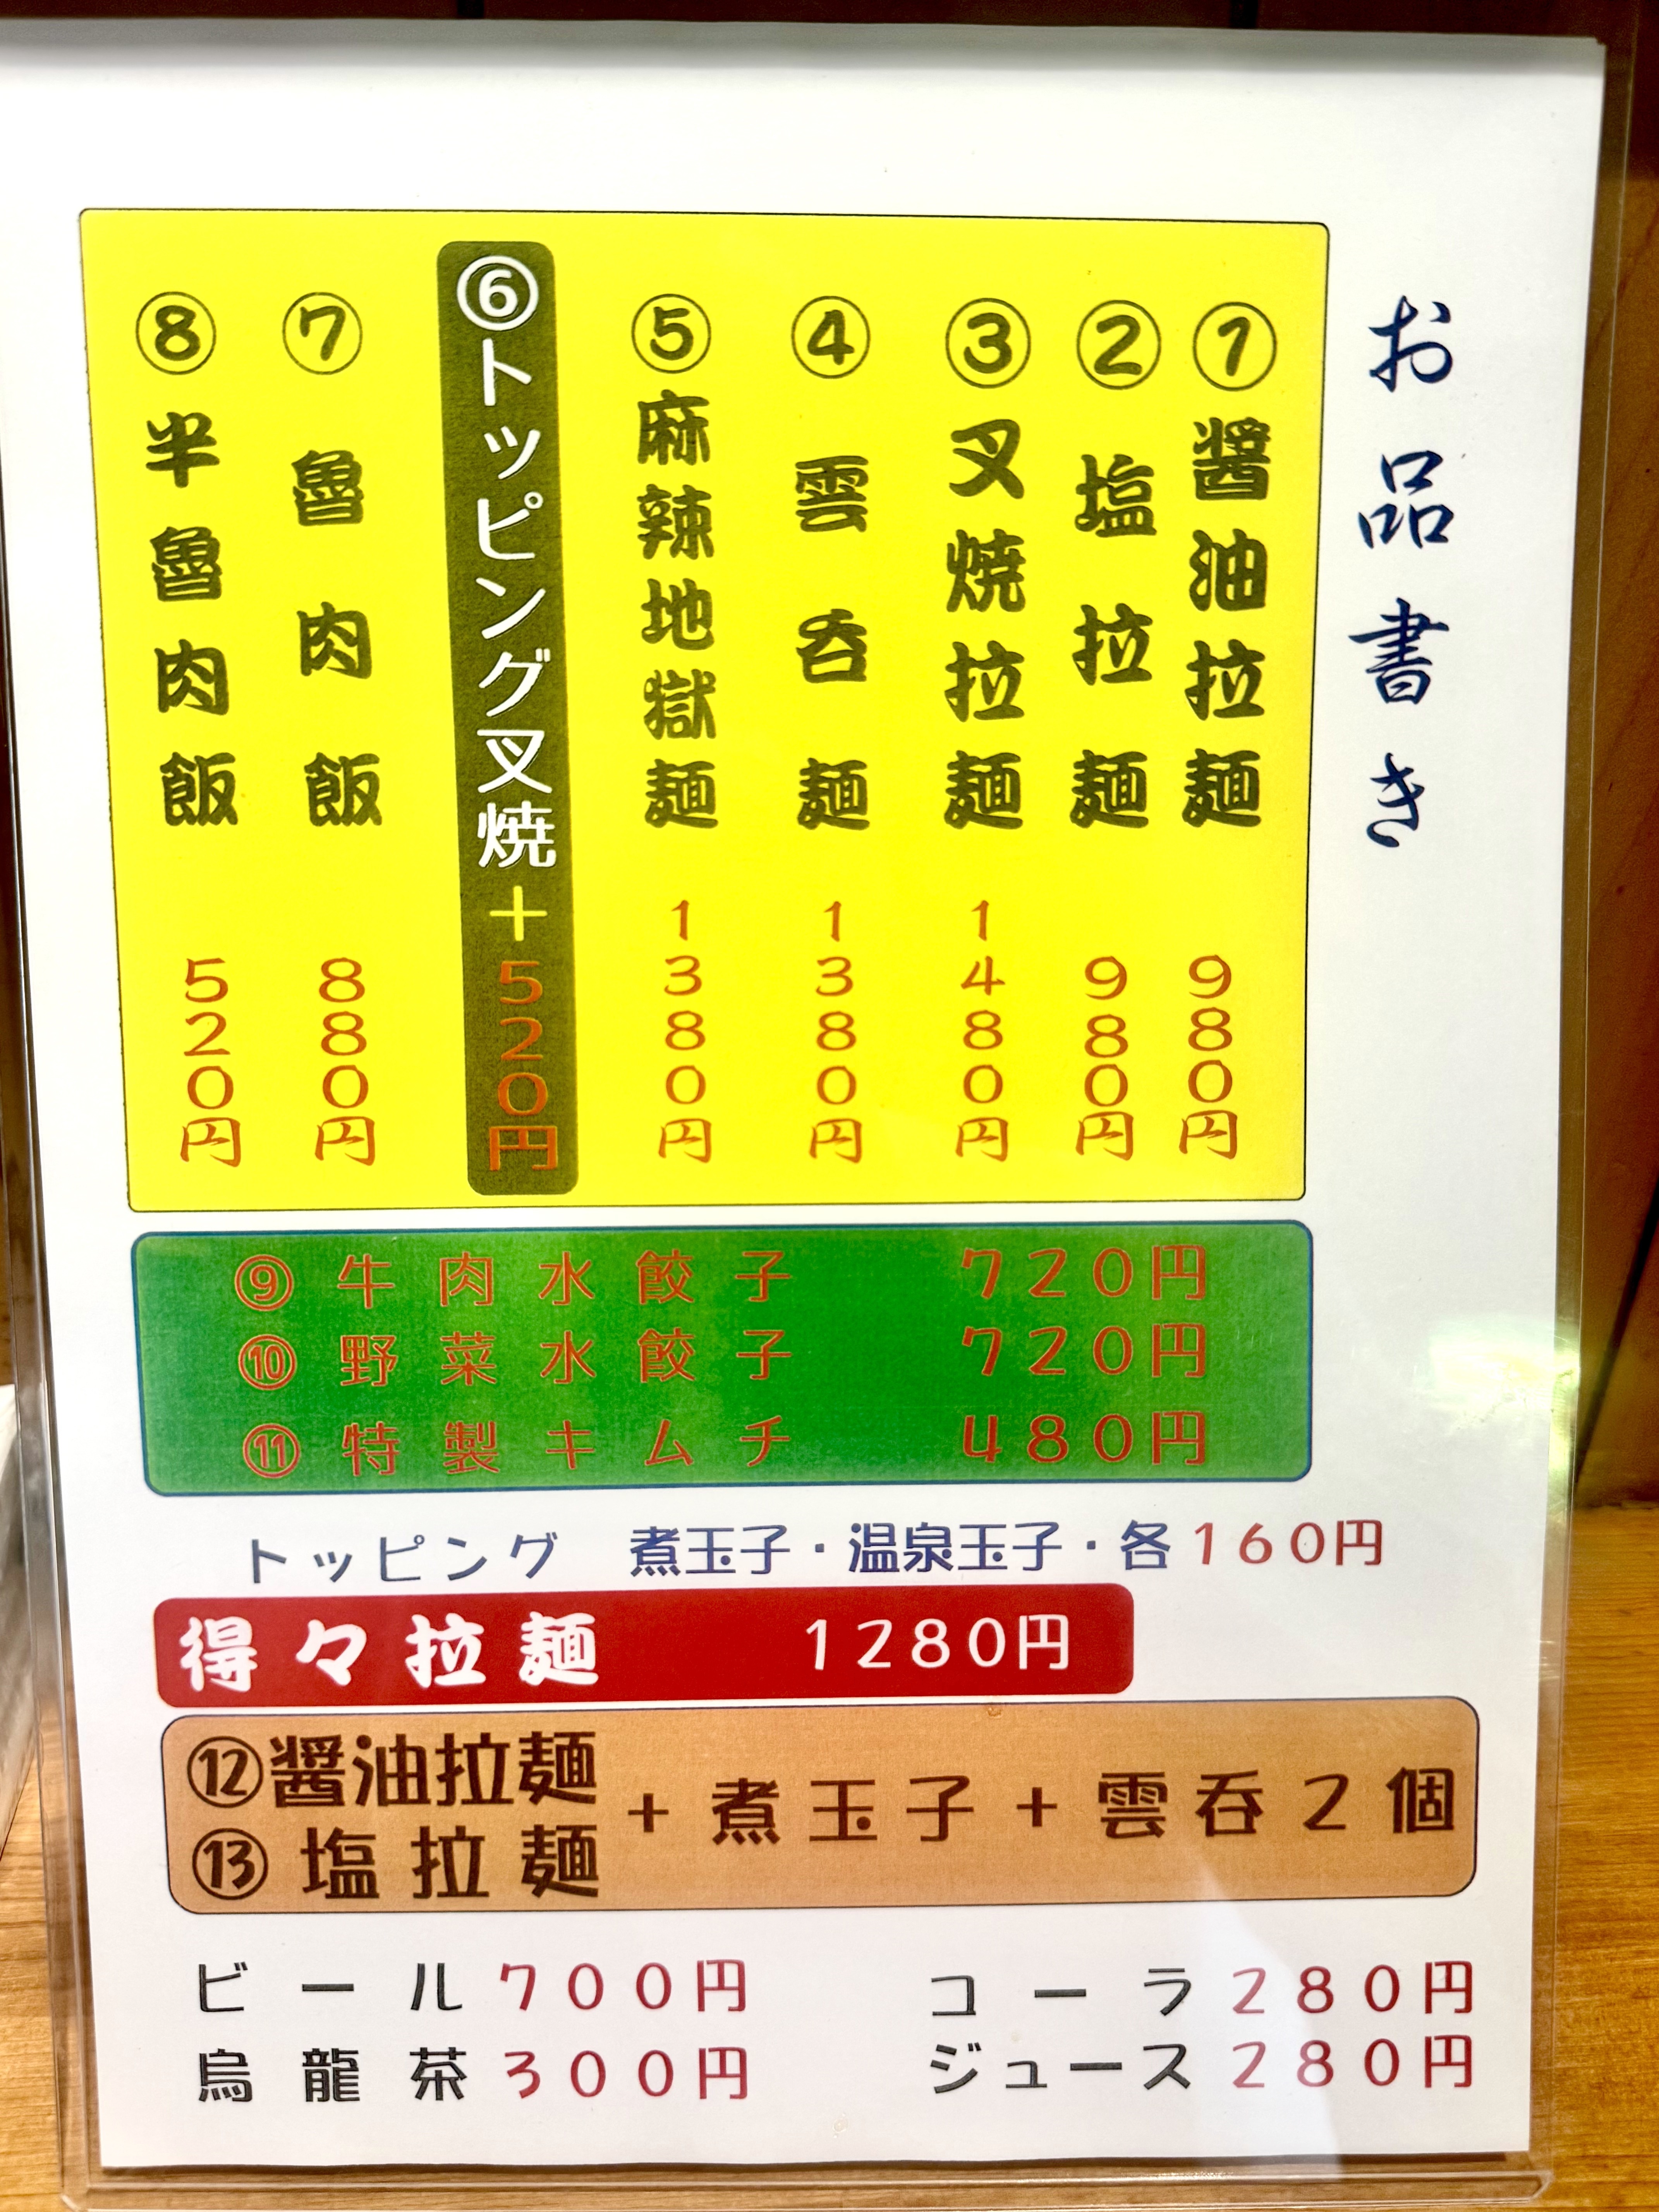 お品書き
①醤油拉麺 980円
②塩拉麺 980円
③叉焼拉麺 1480円
④雲呑麺 1380円
⑤麻辣地獄麺 1380円
⑥トッピング叉焼＋520円
⑦魯肉飯 880円
⑧半魯肉飯 520円
⑨牛肉水餃子 720円
⑩野菜水餃子 720円
⑪特製キムチ 480円
トッピング 煮玉子・温泉玉子・各160円
得々拉麺 1280円
⑫醤油拉麺
⑬塩拉麺
+煮玉子+雲呑2個
ビール700円
コーラ280円
烏龍茶300円
ジュース280円